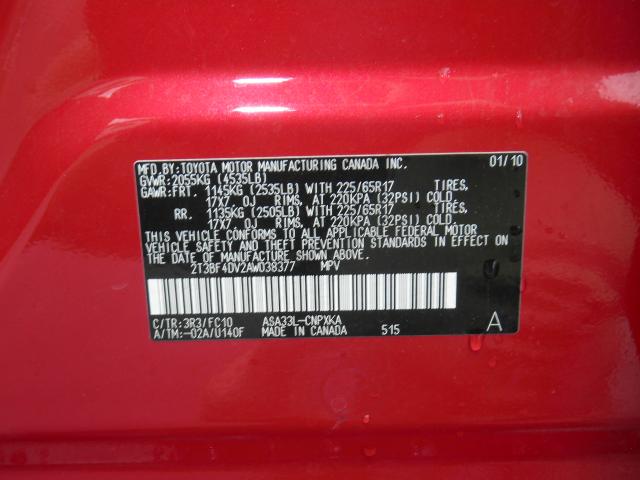 MFD.BY: TOYOTA MOTOR MANUFACTURING CANADA INC. 01/10
GVWR: 2055KG (4535LB)
GAWR: FRT. 1145KG (2535LB) WITH 225/65R17 TIRES,
17X7 0J RIMS, AT 220KPA (32PSI) COLD
RR. 1135KG (2505LB) WITH 225/65R17 TIRES,
17X7 0J RIMS, AT 220KPA (32PSI) COLD
THIS VEHICLE CONFORMS TO ALL APPLICABLE FEDERAL MOTOR
VEHICLE SAFETY AND THEFT PREVENTION STANDARDS IN EFFECT ON
THE DATE OF MANUFACTURE SHOWN ABOVE.
2T3BF4DV2AW038377 MPV
C/TR: 3R3/FC10 ASA33L-CNPXKA
A/TM: -02A/U140F MADE IN CANADA 515 A